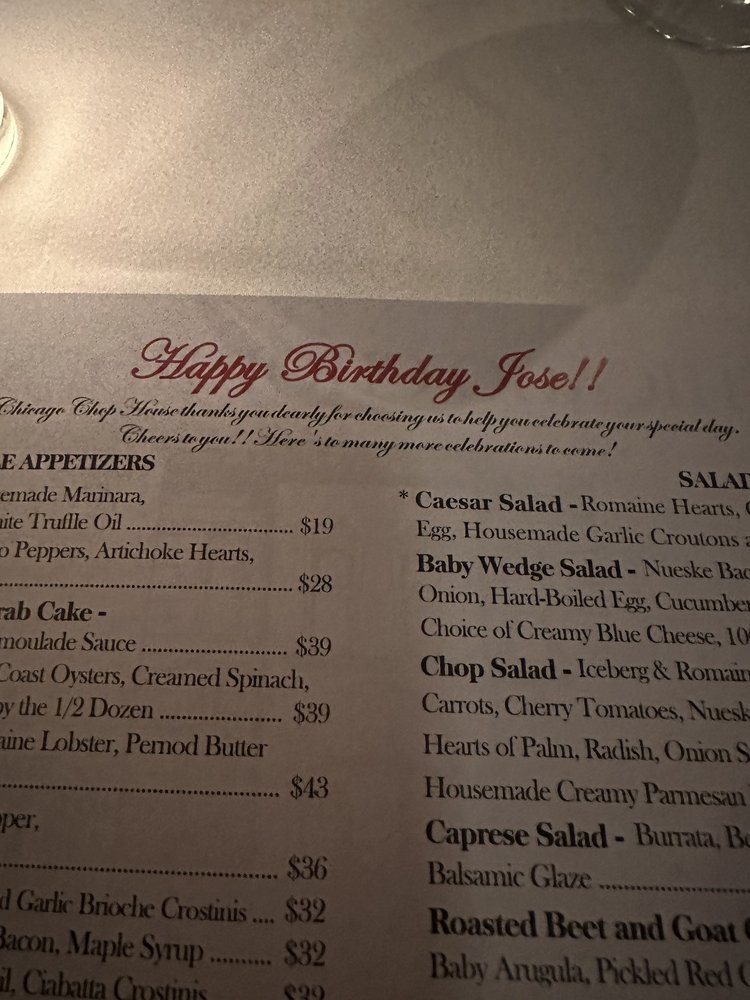 Happy Birthday Jose!!
Chicago Chop House thanks you dearly for choosing us to help you celebrate your special day.
Cheers to you!! Here's to many more celebrations to come!
APPETIZERS
Marinara,
Truffle Oil ................................. $19
Peppers, Artichoke Hearts,
................................. $28
Cake -
Sauce ............................. $39
Coast Oysters, Creamed Spinach,
the 1/2 Dozen ........................ $39
Lobster, Pernod Butter
................................. $43
................................. $36
Garlic Brioche Crostinis .... $32
Bacon, Maple Syrup .......... $32
Ciabatta Crostinis
SALAD
* Caesar Salad - Romaine Hearts,
Egg, Housemade Garlic Croutons
Baby Wedge Salad - Nueske
Onion, Hard-Boiled Egg, Cucumber
Choice of Creamy Blue Cheese,
Chop Salad - Iceberg & Romain
Carrots, Cherry Tomatoes, Nuesk
Hearts of Palm, Radish, Onion
Housemade Creamy Parmesan
Caprese Salad - Burrata,
Balsamic Glaze .........................
Roasted Beet and Goat
Baby Arugula, Pickled Red